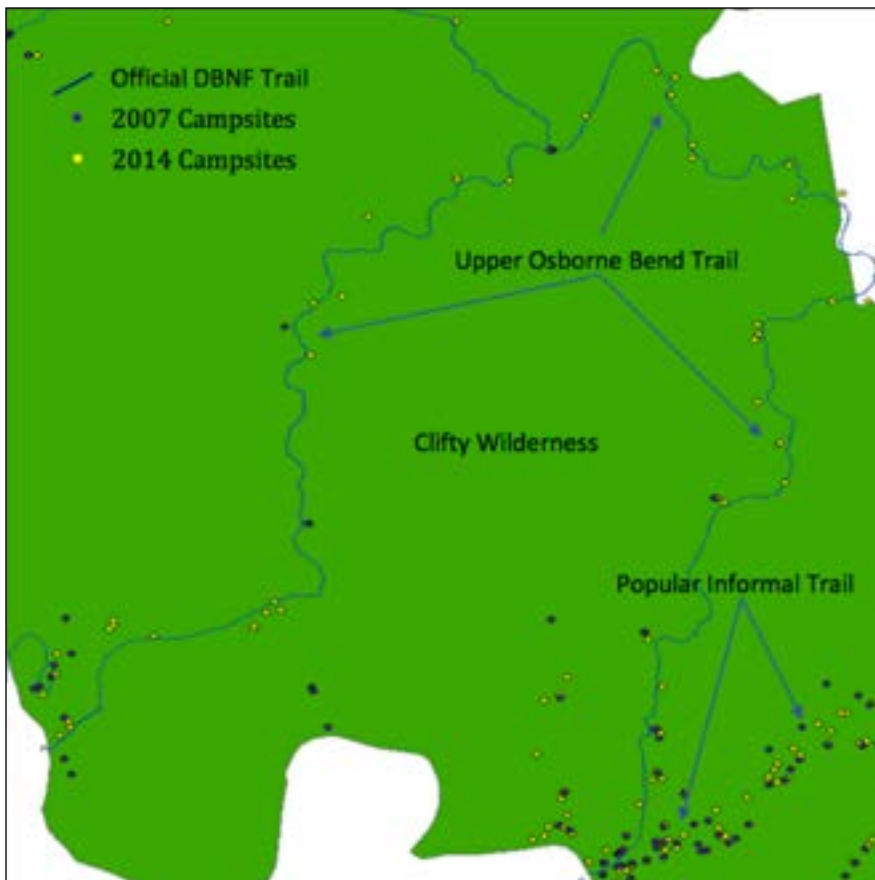 Official DBNF Trail
2007 Campsites
2014 Campsites
Upper Osborne Bend Trail
Clifty Wilderness
Popular Informal Trail